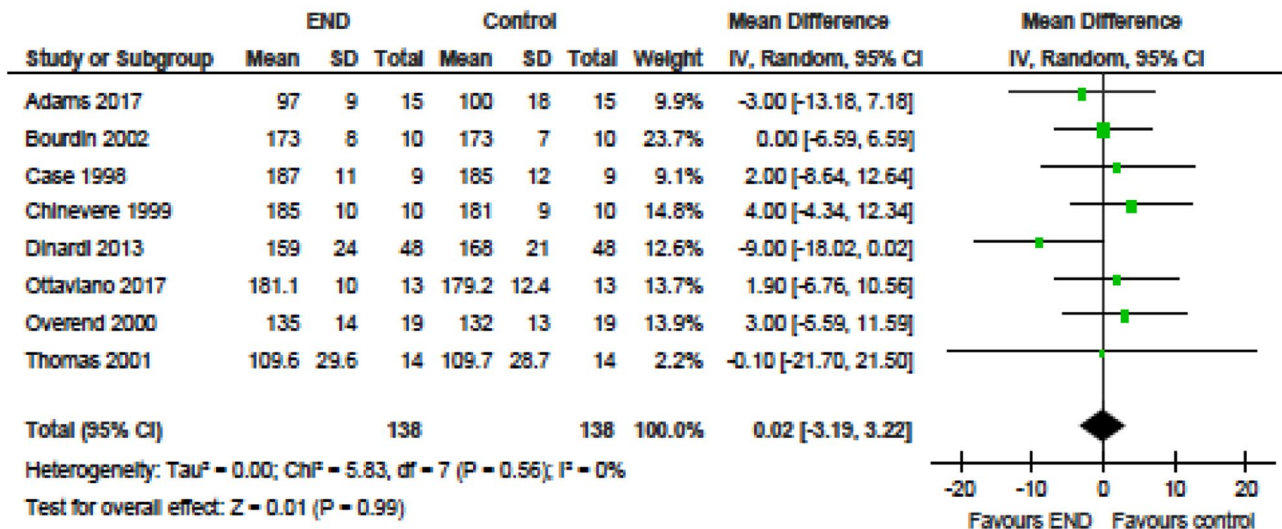 END Control Mean Difference Mean Difference
Study or Subgroup Mean SD Total Mean SD Total Weight IV, Random, 95% CI IV, Random, 95% CI
Adams 2017 97 9 15 100 18 15 9.9% -3.00 [-13.18, 7.18]
Bourdin 2002 173 8 10 173 7 10 23.7% 0.00 [-6.59, 6.59]
Case 1998 187 11 9 185 12 9 9.1% 2.00 [-8.64, 12.64]
Chinevere 1999 185 10 10 181 9 10 14.8% 4.00 [-4.34, 12.34]
Dinardi 2013 159 24 48 168 21 48 12.6% -9.00 [-18.02, 0.02]
Ottaviano 2017 181.1 10 13 179.2 12.4 13 13.7% 1.90 [-6.76, 10.56]
Overend 2000 135 14 19 132 13 19 13.9% 3.00 [-5.59, 11.59]
Thomas 2001 109.6 29.6 14 109.7 28.7 14 2.2% -0.10 [-21.70, 21.50]
Total (95% CI) 138 138 100.0% 0.02 [-3.19, 3.22]
Heterogeneity: Tau² = 0.00; Chi² = 5.83, df = 7 (P = 0.56); I² = 0%
Test for overall effect: Z = 0.01 (P = 0.99)
-20 -10 0 10 20
Favours END Favours control